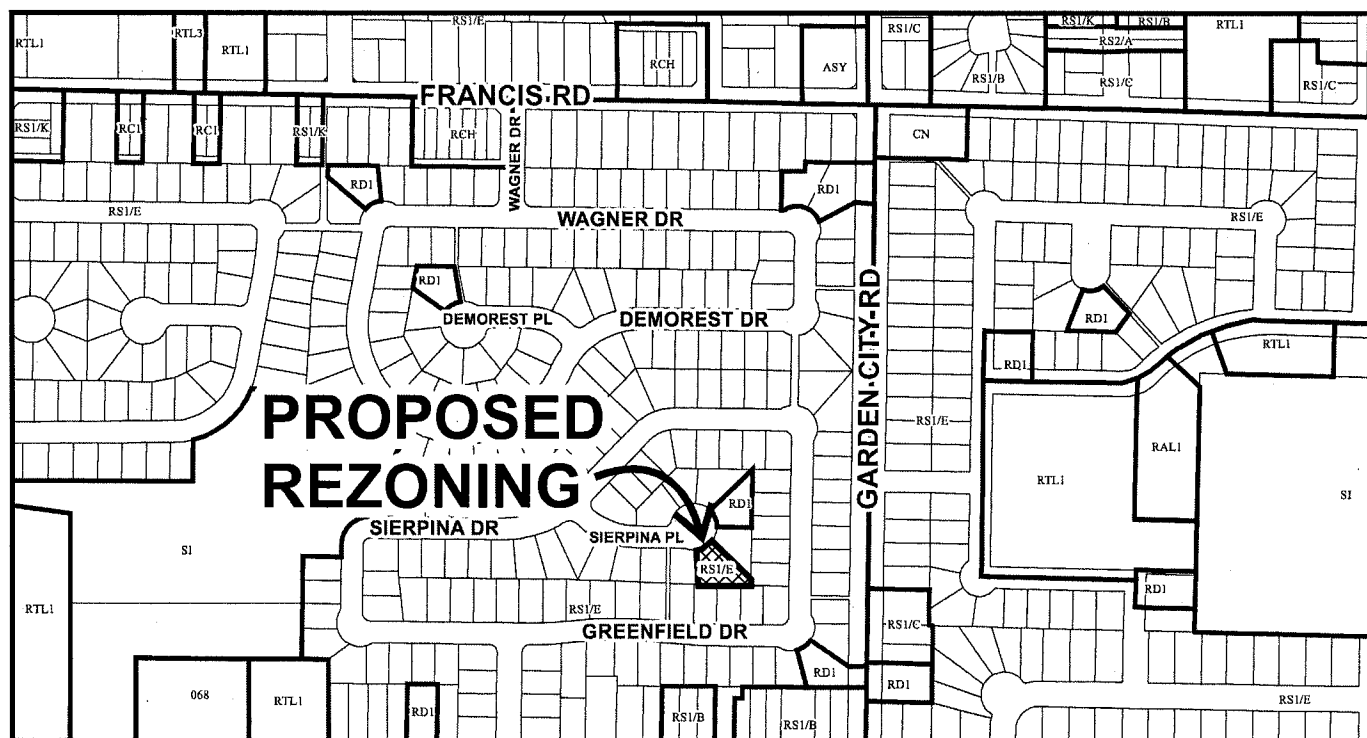 RS1/E
RTL1
RTL3
RTL1
RCH
ASY
RS1/C
RS1/B
RS1/K
RS1/B
RS2/A
RS1/C
RTL1
RS1/C
FRANCIS RD
RS1/K
RC1
RC1
RS1/K
RCH
WAGNER DR
CN
RD1
RD1
RS1/E
WAGNER DR
RS1/E
RD1
DEMOREST PL
DEMOREST DR
RD1
GARDEN CITY RD
RD1
RTL1
PROPOSED
REZONING
RS1/E
RTL1
RAL1
SI
RD1
SIERPINA DR
SIERPINA PL
SI
RS1/E
RD1
RTL1
RS1/E
GREENFIELD DR
RS1/C
RD1
RD1
068
RTL1
RD1
RS1/B
RS1/B
RS1/E